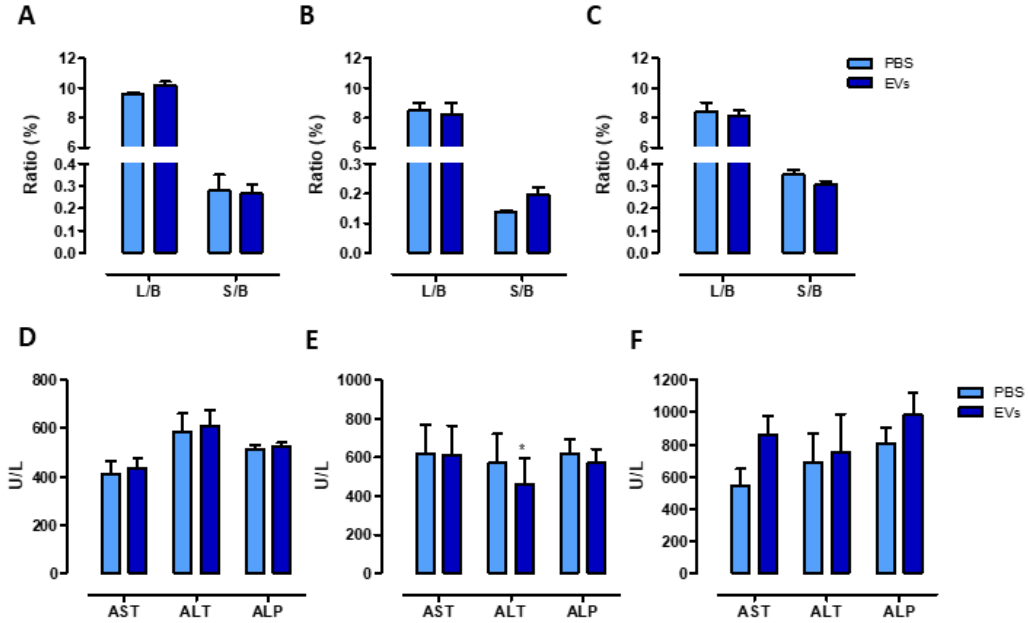 A
B
C
Ratio (%)
12
10
8
6
0.4
0.3
0.2
0.1
0.0
L/B
S/B
Ratio (%)
12
10
8
6
0.3
0.2
0.1
0.0
L/B
S/B
Ratio (%)
12
10
8
6
0.4
0.3
0.2
0.1
0.0
L/B
S/B
PBS
EVs
D
E
F
U/L
800
600
400
200
0
AST
ALT
ALP
U/L
1000
800
600
400
200
0
*
AST
ALT
ALP
U/L
1200
1000
800
600
400
200
0
AST
ALT
ALP
PBS
EVs